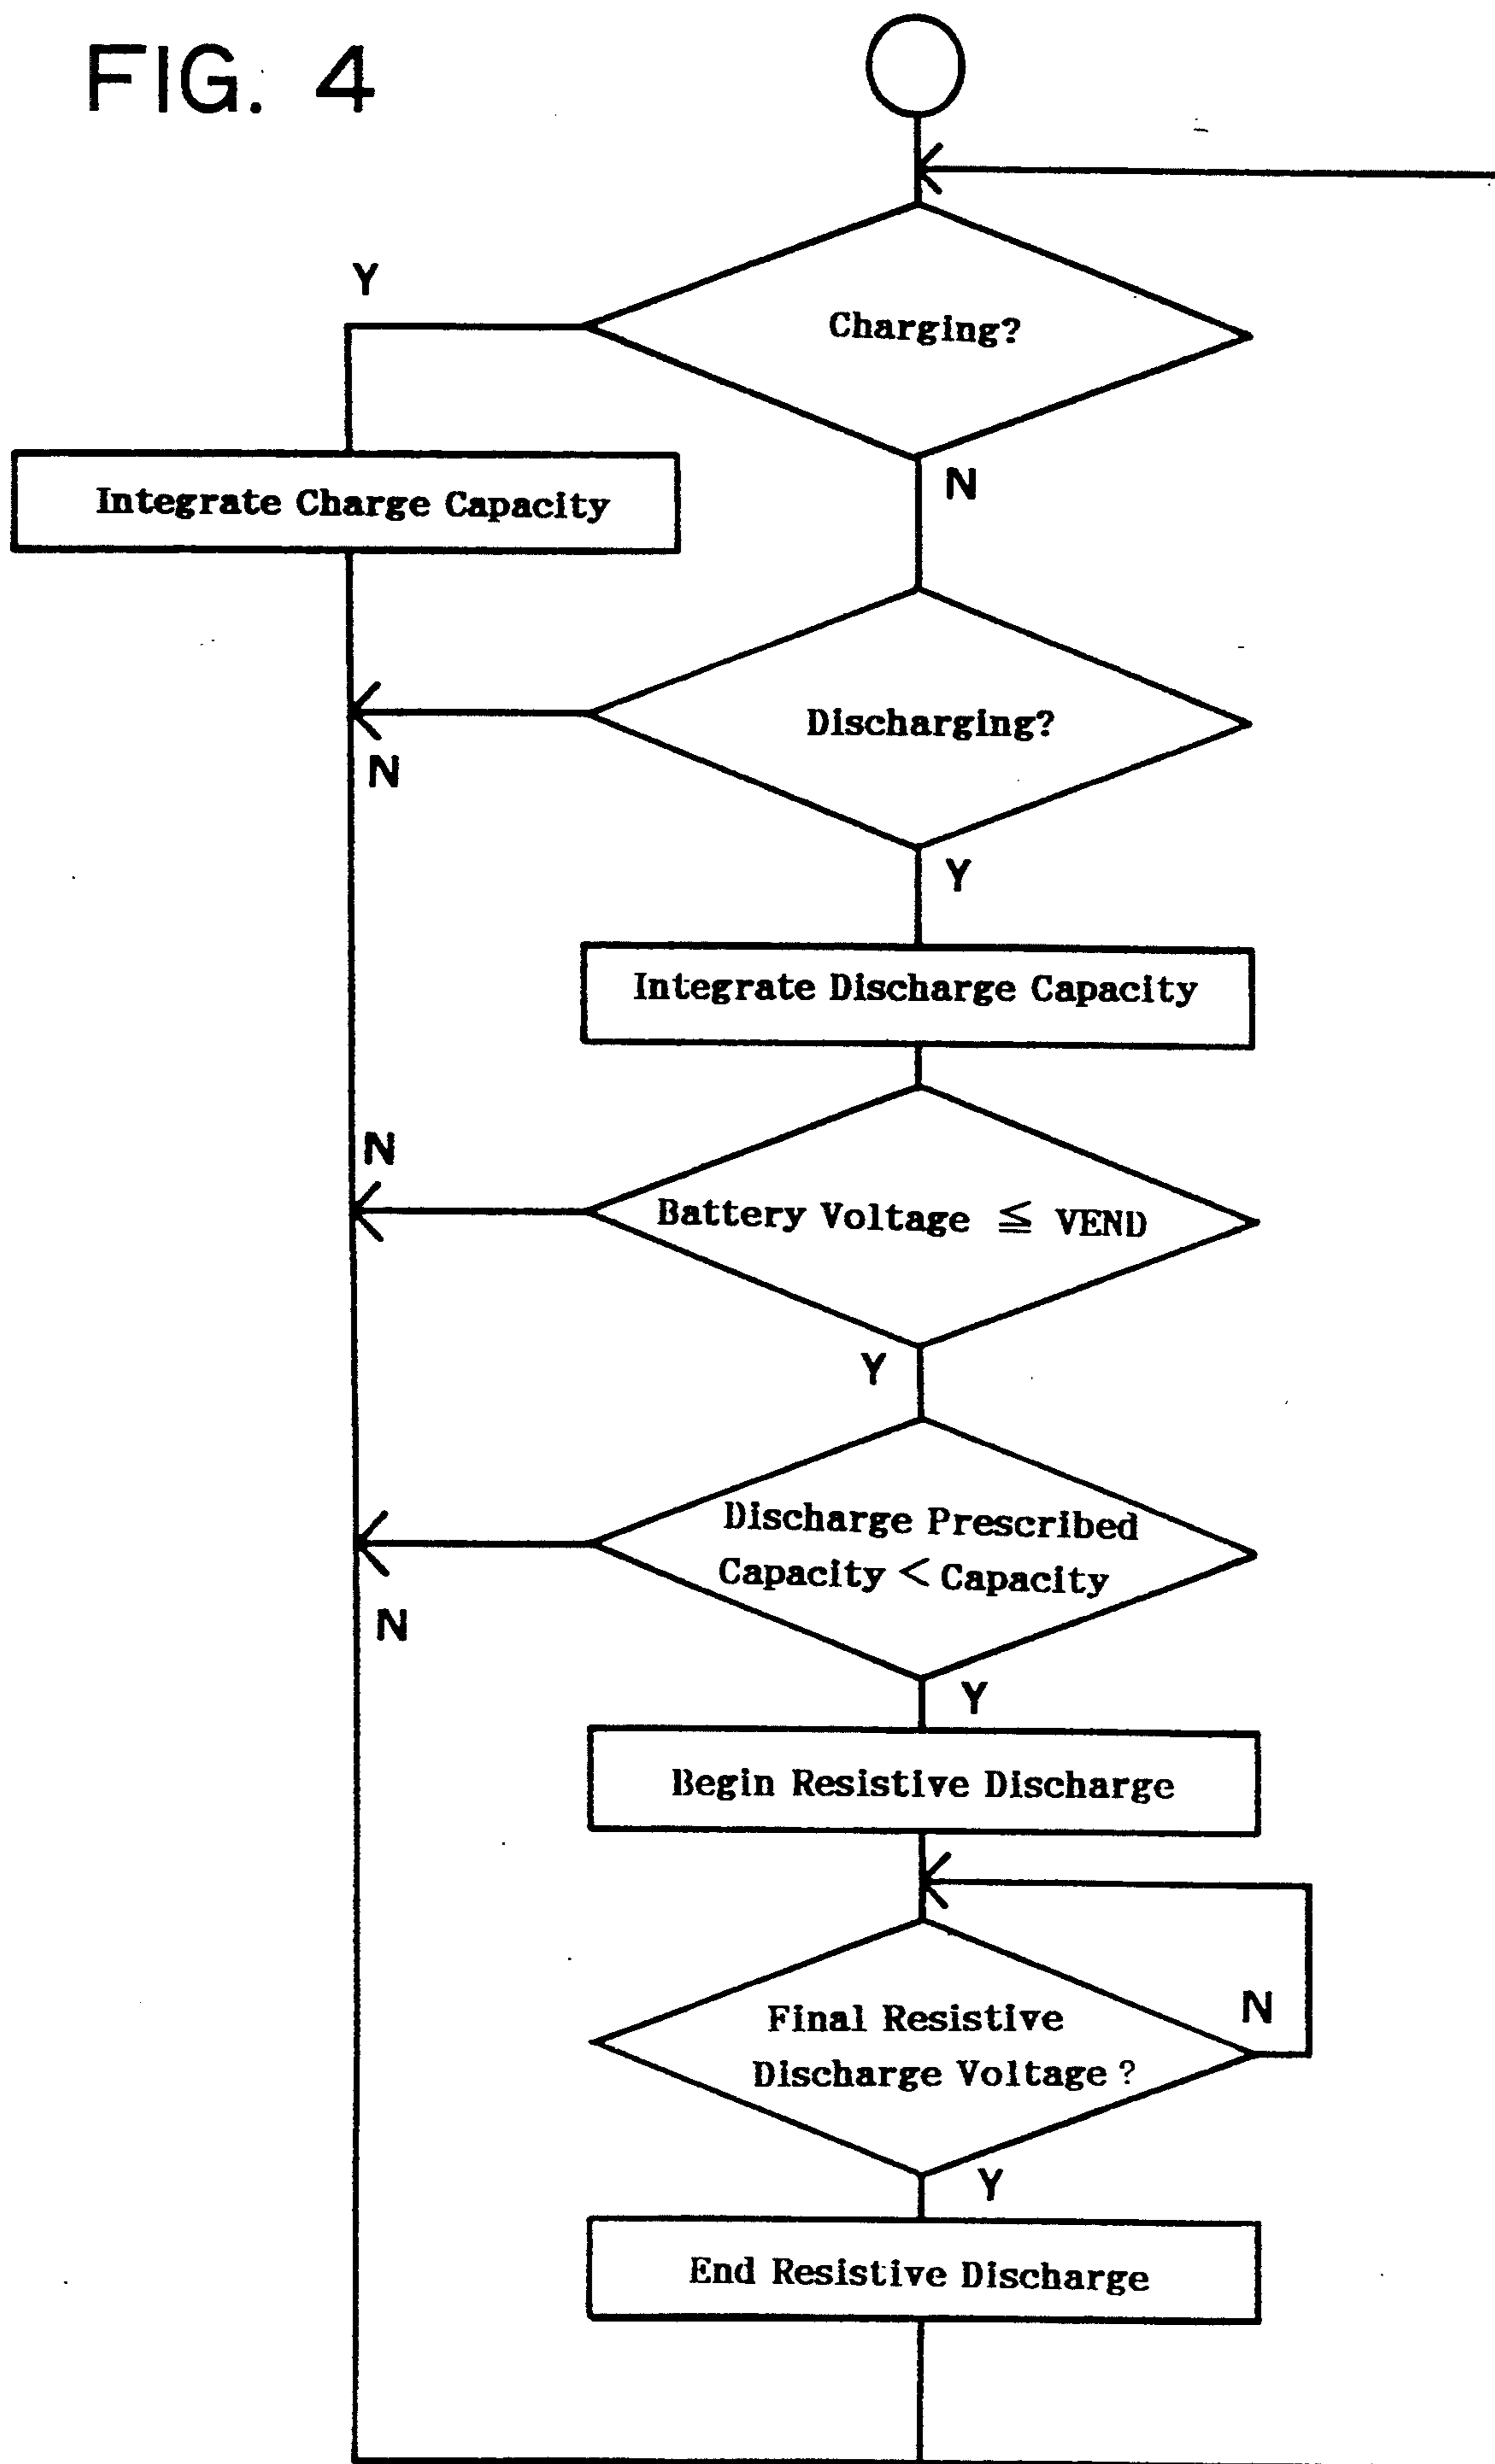 FIG. 4
Y
Charging?
N
Integrate Charge Capacity
Discharging?
N
Y
Integrate Discharge Capacity
N
Battery Voltage ≦ VEND
Y
Discharge Prescribed
Capacity < Capacity
N
Y
Begin Resistive Discharge
N
Final Resistive
Discharge Voltage?
Y
End Resistive Discharge